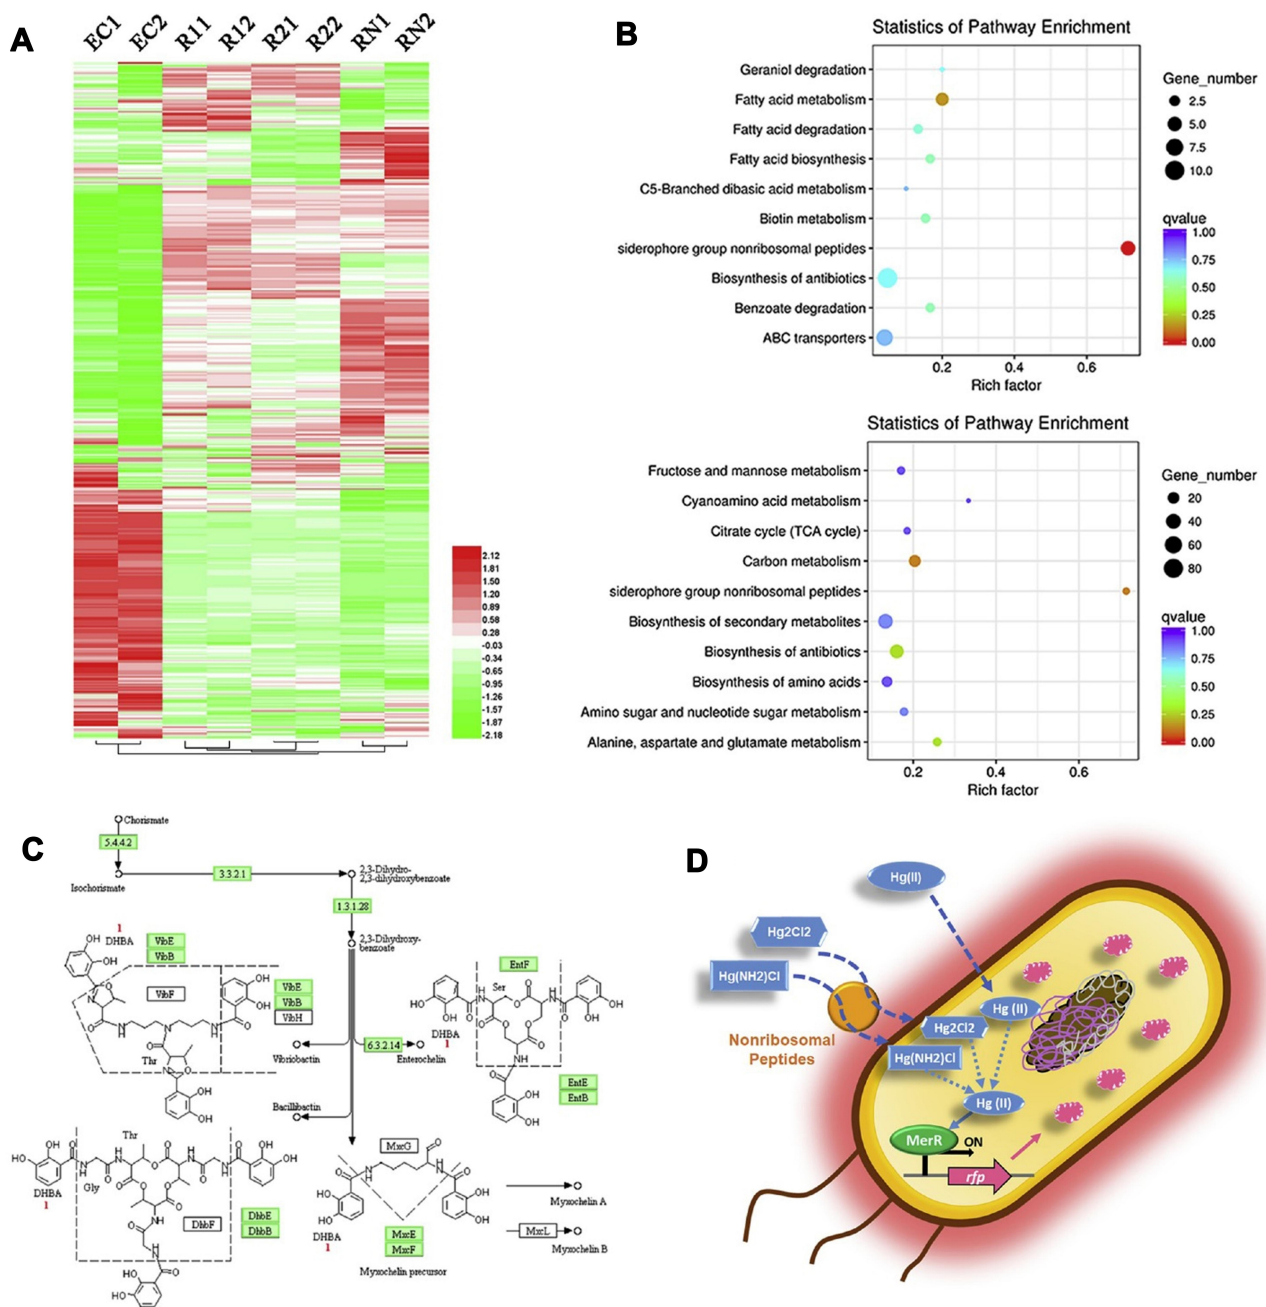 A
EC1 EC2 R11 R12 R21 R22 RN1 RN2
2.12
1.81
1.50
1.20
0.89
0.58
0.28
-0.03
-0.34
-0.65
-0.95
-1.26
-1.57
-1.87
-2.18
B
Statistics of Pathway Enrichment
Geraniol degradation
Fatty acid metabolism
Fatty acid degradation
Fatty acid biosynthesis
C5-Branched dibasic acid metabolism
Biotin metabolism
siderophore group nonribosomal peptides
Biosynthesis of antibiotics
Benzoate degradation
ABC transporters
0.2 0.4 0.6
Rich factor
Gene_number
2.5
5.0
7.5
10.0
qvalue
1.00
0.75
0.50
0.25
0.00
Statistics of Pathway Enrichment
Fructose and mannose metabolism
Cyanoamino acid metabolism
Citrate cycle (TCA cycle)
Carbon metabolism
siderophore group nonribosomal peptides
Biosynthesis of secondary metabolites
Biosynthesis of antibiotics
Biosynthesis of amino acids
Amino sugar and nucleotide sugar metabolism
Alanine, aspartate and glutamate metabolism
0.2 0.4 0.6
Rich factor
Gene_number
20
40
60
80
qvalue
1.00
0.75
0.50
0.25
0.00
C
Chorismate
5.4.4.2
Isochorismate
3.3.2.1
2,3-Dihydro-
2,3-dihydroxybenzoate
1.3.1.28
2,3-Dihydroxy-
benzoate
1
DHBA
VibE
VibB
VibF
VibE
VibB
VibH
Thr
Vibriobactin
6.3.2.14
Enterochelin
EntF
Ser
DHBA
1
EntE
EntB
Bacillibactin
Thr
Gly
DHBA
1
DhbF
DhbE
DhbB
MxcG
DHBA
1
MxcE
MxcF
Myxochelin precursor
Myxochelin A
MxcL
Myxochelin B
D
Hg(II)
Hg2Cl2
Hg(NH2)Cl
Nonribosomal
Peptides
Hg (II)
Hg2Cl2
Hg(NH2)Cl
Hg (II)
MerR
ON
rfp